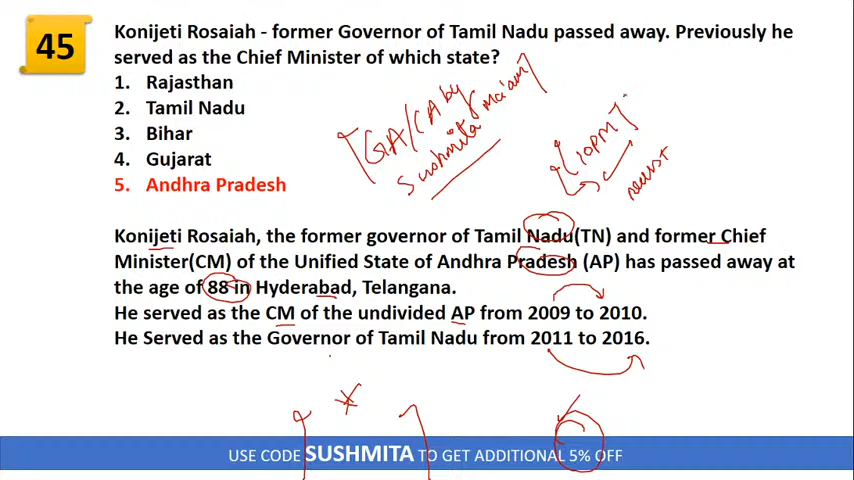 45
Konijeti Rosaiah - former Governor of Tamil Nadu passed away. Previously he
served as the Chief Minister of which state?
1. Rajasthan
2. Tamil Nadu
3. Bihar
4. Gujarat
5. Andhra Pradesh
[GA/CA by
Sushmita Ma'am]
[10PM]
Konijeti Rosaiah, the former governor of Tamil Nadu(TN) and former Chief
Minister(CM) of the Unified State of Andhra Pradesh (AP) has passed away at
the age of 88 in Hyderabad, Telangana.
He served as the CM of the undivided AP from 2009 to 2010.
He Served as the Governor of Tamil Nadu from 2011 to 2016.
USE CODE SUSHMITA TO GET ADDITIONAL 5% OFF